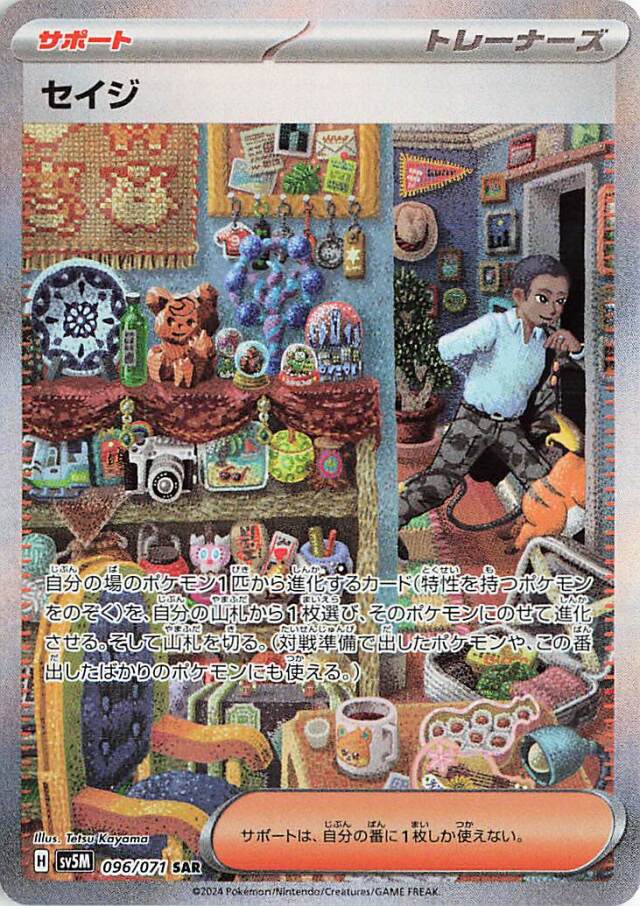 サポート
トレーナーズ
セイジ
自分の場のポケモン1匹から進化するカード(特性を持つポケモン
をのぞく)を、自分の山札から1枚選び、そのポケモンにのせて進化
させる。そして山札を切る。(対戦準備で出したポケモンや、この番
出したばかりのポケモンにも使える。)
サポートは、自分の番に1枚しか使えない。
Illus. Tetsu Kayama
H sv5M 096/071 SAR
©2024 Pokémon/Nintendo/Creatures/GAME FREAK.